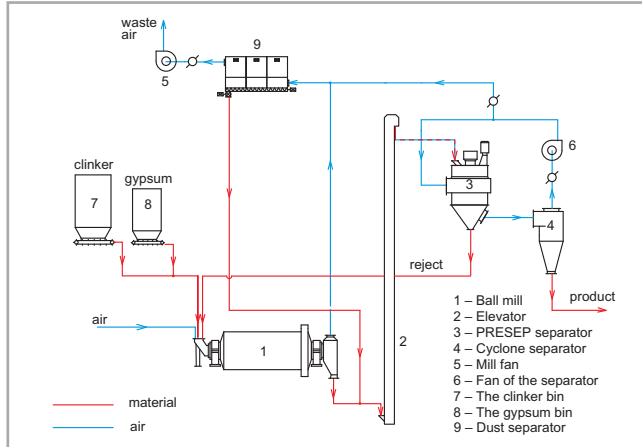 waste
air
9
5
6
clinker
gypsum
3
7
8
4
reject
product
air
1
2
1 – Ball mill
2 – Elevator
3 – PRESEP separator
4 – Cyclone separator
5 – Mill fan
6 – Fan of the separator
7 – The clinker bin
8 – The gypsum bin
9 – Dust separator
material
air